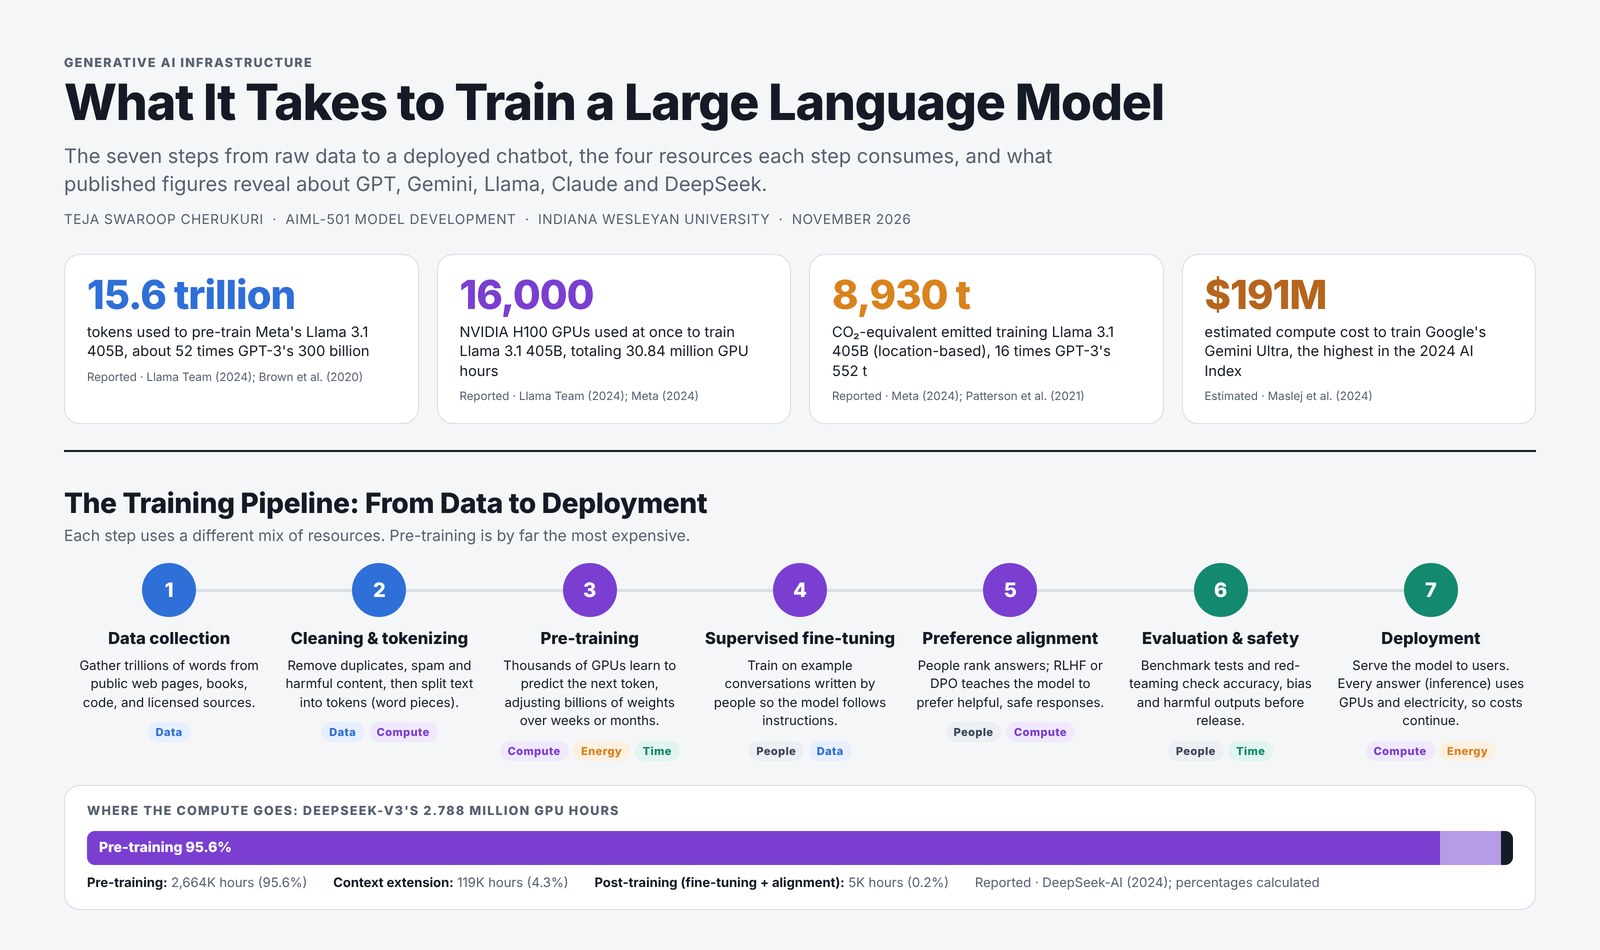 GENERATIVE AI INFRASTRUCTURE
What It Takes to Train a Large Language Model
The seven steps from raw data to a deployed chatbot, the four resources each step consumes, and what
published figures reveal about GPT, Gemini, Llama, Claude and DeepSeek.
TEJA SWAROOP CHERUKURI · AIML-501 MODEL DEVELOPMENT · INDIANA WESLEYAN UNIVERSITY · NOVEMBER 2026
15.6 trillion
tokens used to pre-train Meta's Llama 3.1
405B, about 52 times GPT-3's 300 billion
Reported · Llama Team (2024); Brown et al. (2020)
16,000
NVIDIA H100 GPUs used at once to train
Llama 3.1 405B, totaling 30.84 million GPU
hours
Reported · Llama Team (2024); Meta (2024)
8,930 t
CO₂-equivalent emitted training Llama 3.1
405B (location-based), 16 times GPT-3's
552 t
Reported · Meta (2024); Patterson et al. (2021)
$191M
estimated compute cost to train Google's
Gemini Ultra, the highest in the 2024 AI
Index
Estimated · Maslej et al. (2024)
The Training Pipeline: From Data to Deployment
Each step uses a different mix of resources. Pre-training is by far the most expensive.
1
Data collection
Gather trillions of words from
public web pages, books,
code, and licensed sources.
Data
2
Cleaning & tokenizing
Remove duplicates, spam and
harmful content, then split text
into tokens (word pieces).
Data Compute
3
Pre-training
Thousands of GPUs learn to
predict the next token,
adjusting billions of weights
over weeks or months.
Compute Energy Time
4
Supervised fine-tuning
Train on example
conversations written by
people so the model follows
instructions.
People Data
5
Preference alignment
People rank answers; RLHF or
DPO teaches the model to
prefer helpful, safe responses.
People Compute
6
Evaluation & safety
Benchmark tests and red-
teaming check accuracy, bias
and harmful outputs before
release.
People Time
7
Deployment
Serve the model to users.
Every answer (inference) uses
GPUs and electricity, so costs
continue.
Compute Energy
WHERE THE COMPUTE GOES: DEEPSEEK-V3'S 2.788 MILLION GPU HOURS
Pre-training 95.6%
Pre-training: 2,664K hours (95.6%) Context extension: 119K hours (4.3%) Post-training (fine-tuning + alignment): 5K hours (0.2%) Reported · DeepSeek-AI (2024); percentages calculated